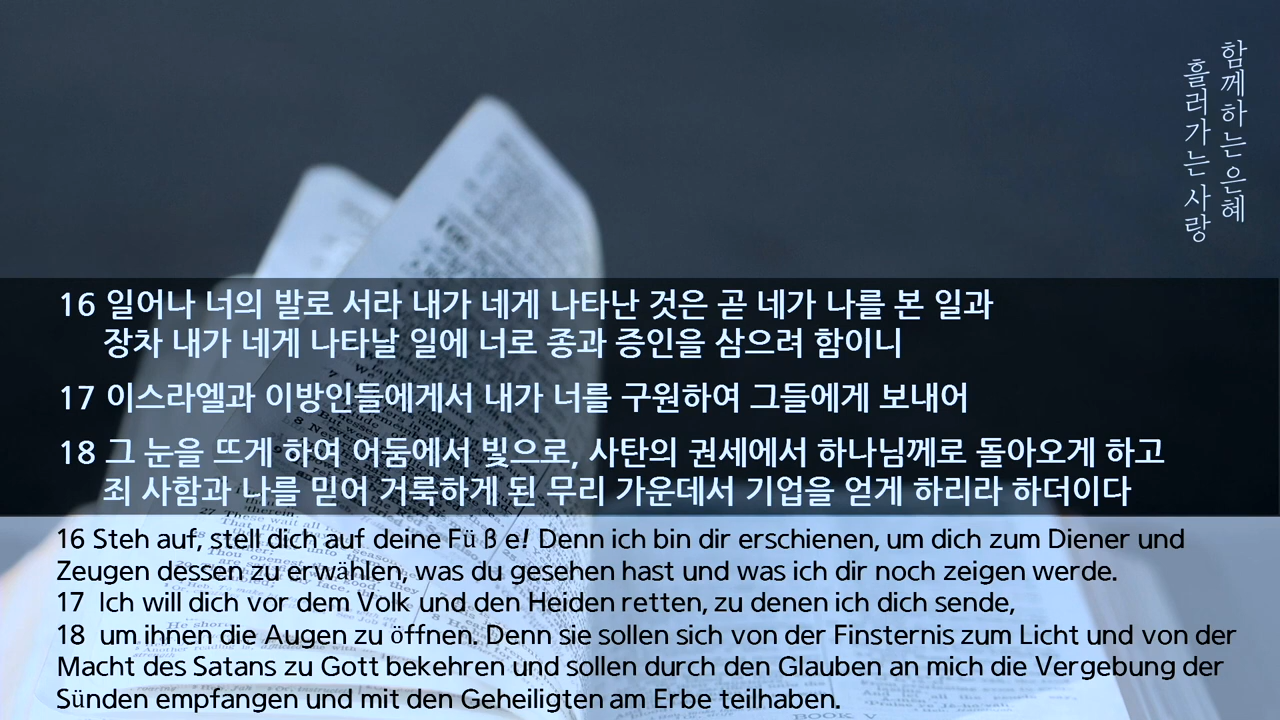 함께하는 은혜
흘러가는 사랑
16 일어나 너의 발로 서라 내가 네게 나타난 것은 곧 네가 나를 본 일과
장차 내가 네게 나타날 일에 너로 종과 증인을 삼으려 함이니
17 이스라엘과 이방인들에게서 내가 너를 구원하여 그들에게 보내어
18 그 눈을 뜨게 하여 어둠에서 빛으로, 사탄의 권세에서 하나님께로 돌아오게 하고
죄 사함과 나를 믿어 거룩하게 된 무리 가운데서 기업을 얻게 하리라 하더이다
16 Steh auf, stell dich auf deine Füße! Denn ich bin dir erschienen, um dich zum Diener und
Zeugen dessen zu erwählen, was du gesehen hast und was ich dir noch zeigen werde.
17 Ich will dich vor dem Volk und den Heiden retten, zu denen ich dich sende,
18 um ihnen die Augen zu öffnen. Denn sie sollen sich von der Finsternis zum Licht und von der
Macht des Satans zu Gott bekehren und sollen durch den Glauben an mich die Vergebung der
Sünden empfangen und mit den Geheiligten am Erbe teilhaben.
BOOK V